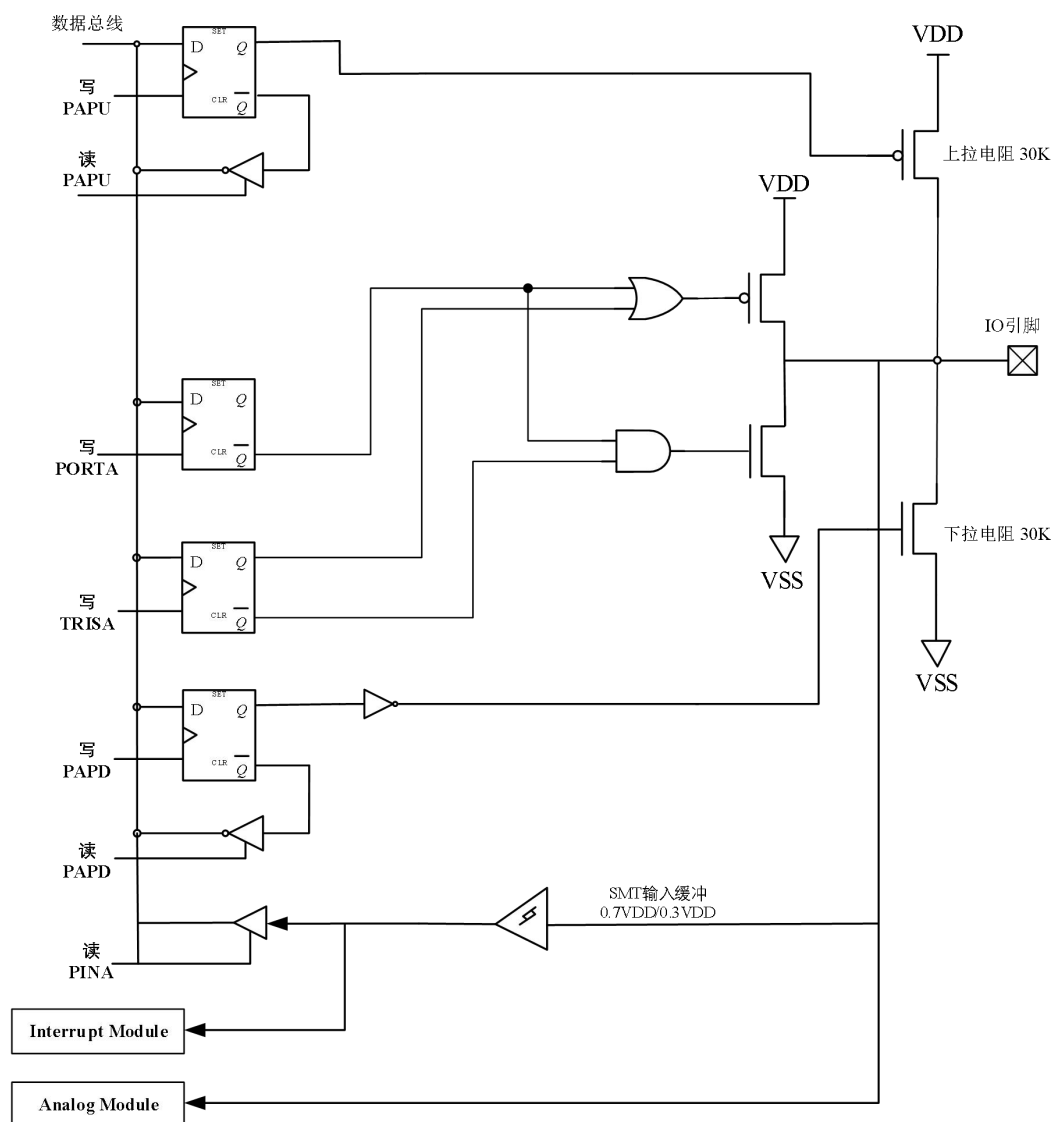 数据总线
SET
D Q
写
PAPU
CLR Q
读
PAPU
VDD
上拉电阻 30K
VDD
IO引脚
SET
D Q
写
PORTA
CLR Q
SET
D Q
写
TRISA
CLR Q
VSS
下拉电阻 30K
VSS
SET
D Q
写
PAPD
CLR Q
读
PAPD
SMT输入缓冲
0.7VDD/0.3VDD
读
PINA
Interrupt Module
Analog Module